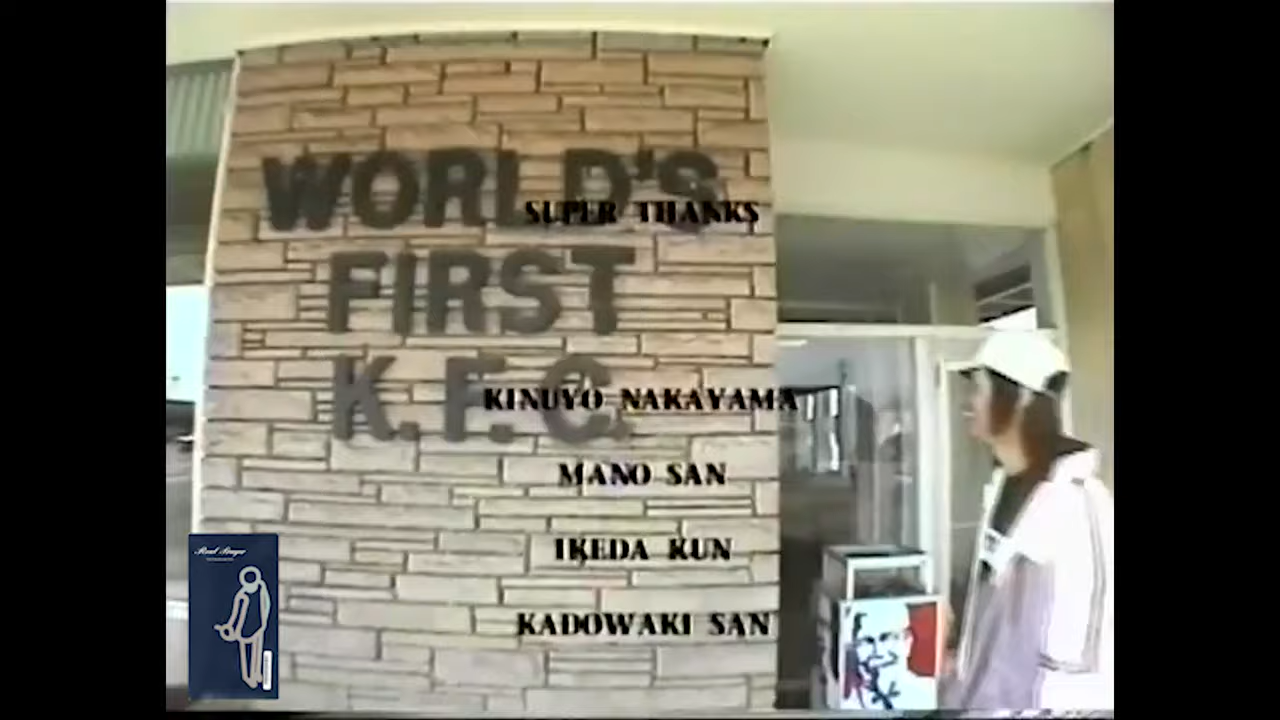 WORLD'S
FIRST
K.F.C.
SUPER THANKS
KINUYO NAKAYAMA
MANO SAN
IKEDA KUN
KADOWAKI SAN